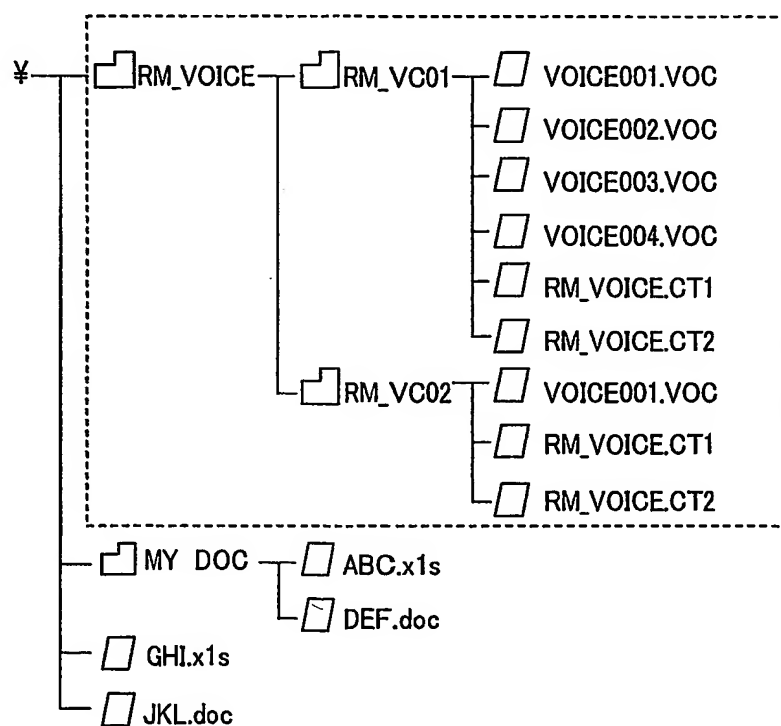 ¥ RM_VOICE RM_VC01 VOICE001.VOC
VOICE002.VOC
VOICE003.VOC
VOICE004.VOC
RM_VOICE.CT1
RM_VOICE.CT2
RM_VC02 VOICE001.VOC
RM_VOICE.CT1
RM_VOICE.CT2
MY DOC ABC.x1s
DEF.doc
GHI.x1s
JKL.doc